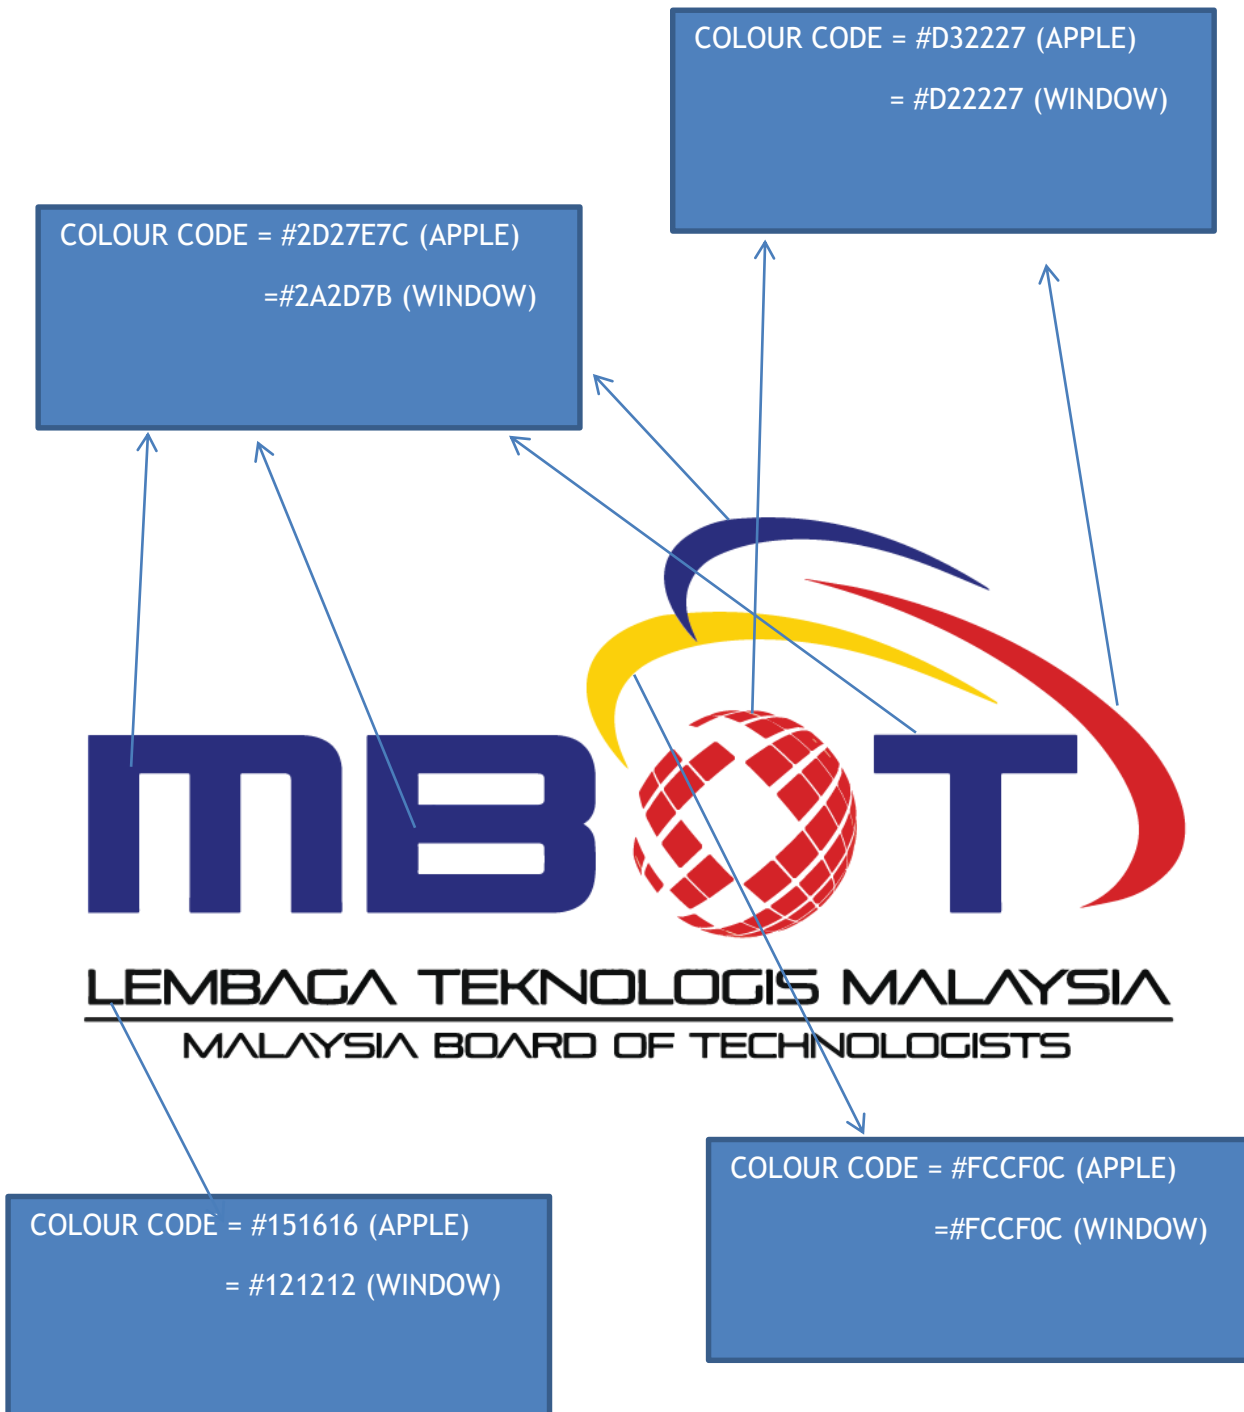 COLOUR CODE = #D32227 (APPLE)
= #D22227 (WINDOW)
COLOUR CODE = #2D27E7C (APPLE)
=#2A2D7B (WINDOW)
MBOT
LEMBAGA TEKNOLOGIS MALAYSIA
MALAYSIA BOARD OF TECHNOLOGISTS
COLOUR CODE = #FCCF0C (APPLE)
=#FCCF0C (WINDOW)
COLOUR CODE = #151616 (APPLE)
= #121212 (WINDOW)